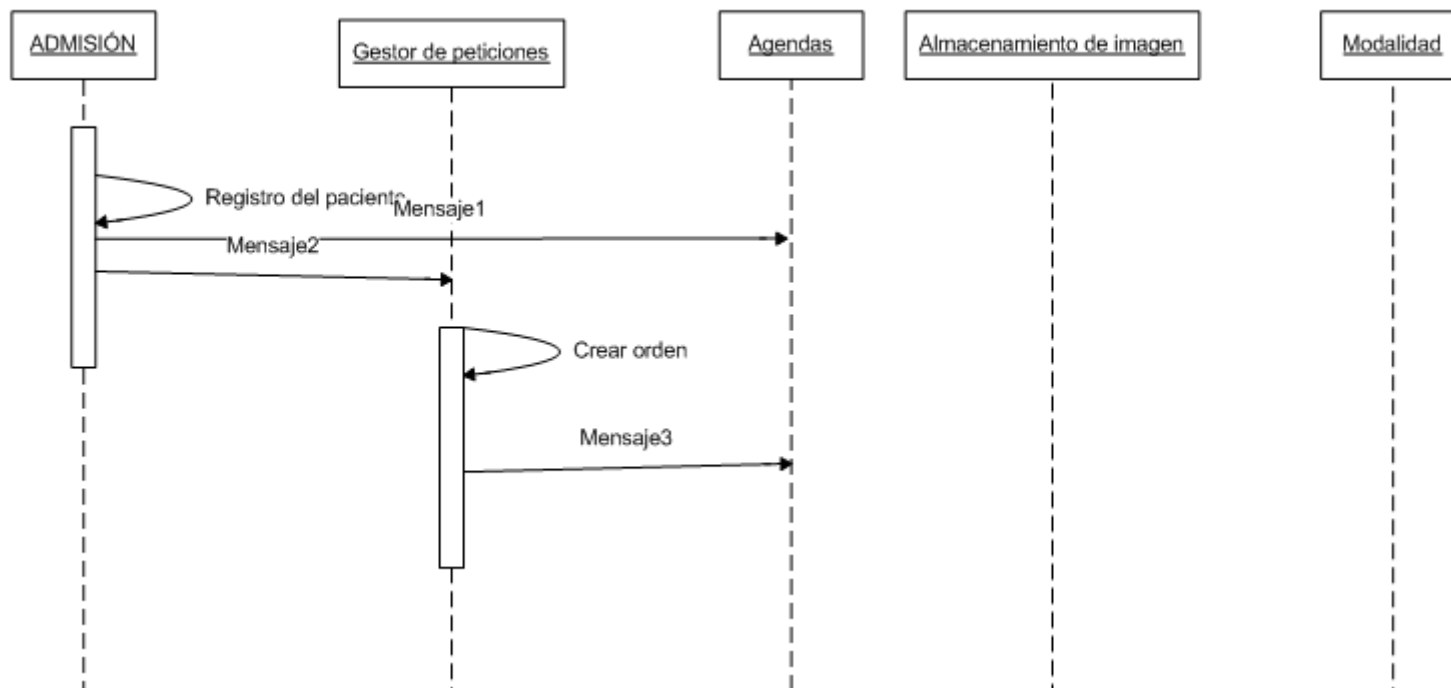 ADMISIÓN
Gestor de peticiones
Agendas
Almacenamiento de imagen
Modalidad
Registro del paciente
Mensaje1
Mensaje2
Crear orden
Mensaje3